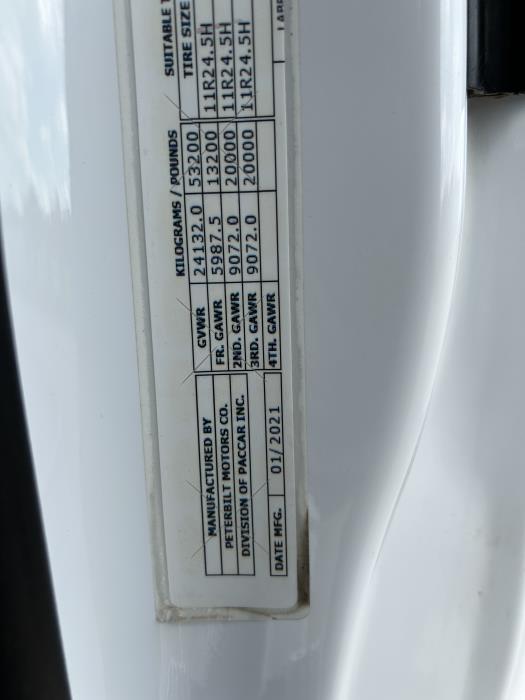 MANUFACTURED BY
PETERBILT MOTORS CO.
DIVISION OF PACCAR INC.
DATE MFG. 01/2021
KILOGRAMS / POUNDS
SUITABLE
TIRE SIZE
GVWR 24132.0 53200
FR. GAWR 5987.5 13200 11R24.5H
2ND. GAWR 9072.0 20000 11R24.5H
3RD. GAWR 9072.0 20000 11R24.5H
4TH. GAWR